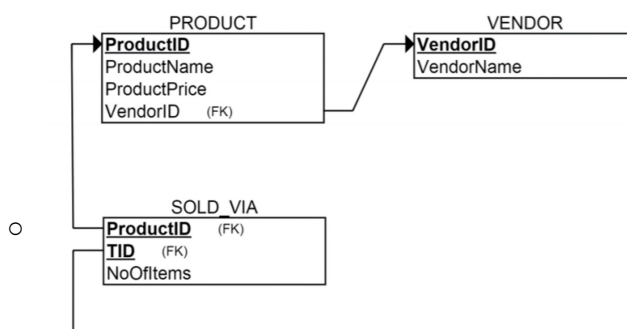 PRODUCT
ProductID
ProductName
ProductPrice
VendorID (FK)
VENDOR
VendorID
VendorName
SOLD_VIA
ProductID (FK)
TID (FK)
NoOfItems